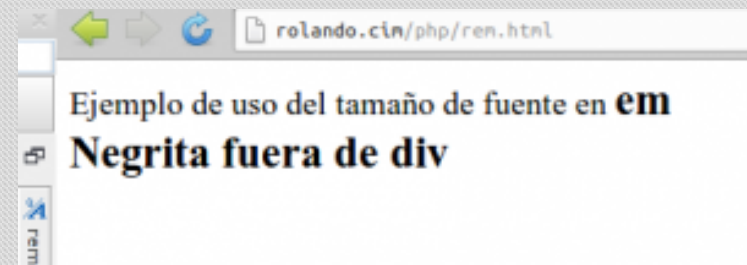 rolando.cim/php/rem.html
Ejemplo de uso del tamaño de fuente en em
Negrita fuera de div
rem